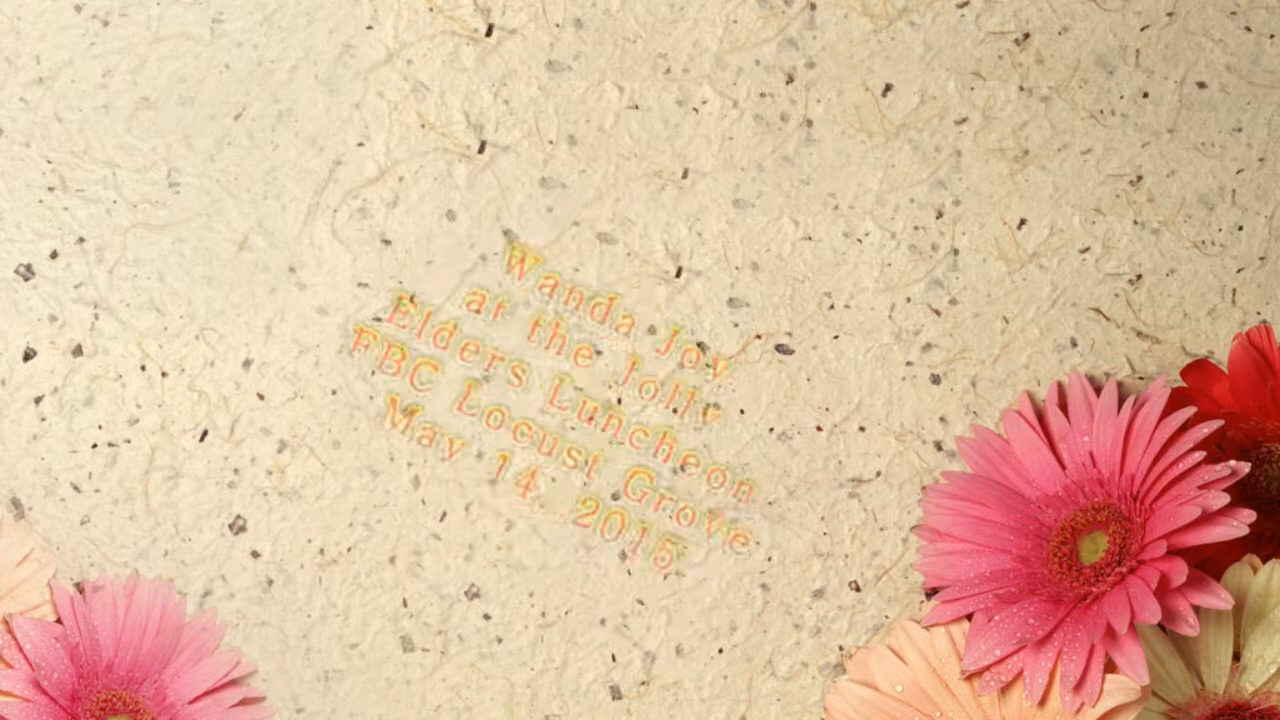 Wanda Joy
at the Jolly
Elders Luncheon
FBC Locust Grove
May 14, 2015